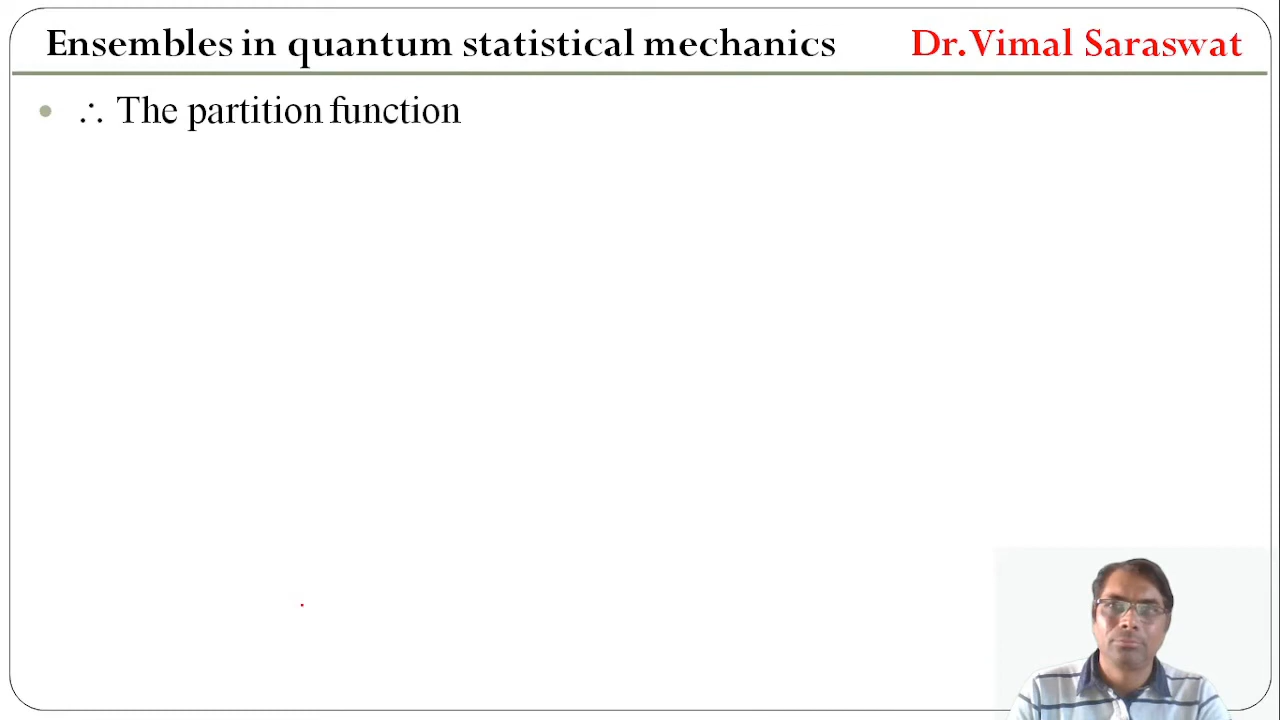 Ensembles in quantum statistical mechanics Dr.Vimal Saraswat
• ∴ The partition function